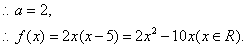 ∴ a = 2,
∴ f(x) = 2x(x−5) = 2x² −10x(x∈R).